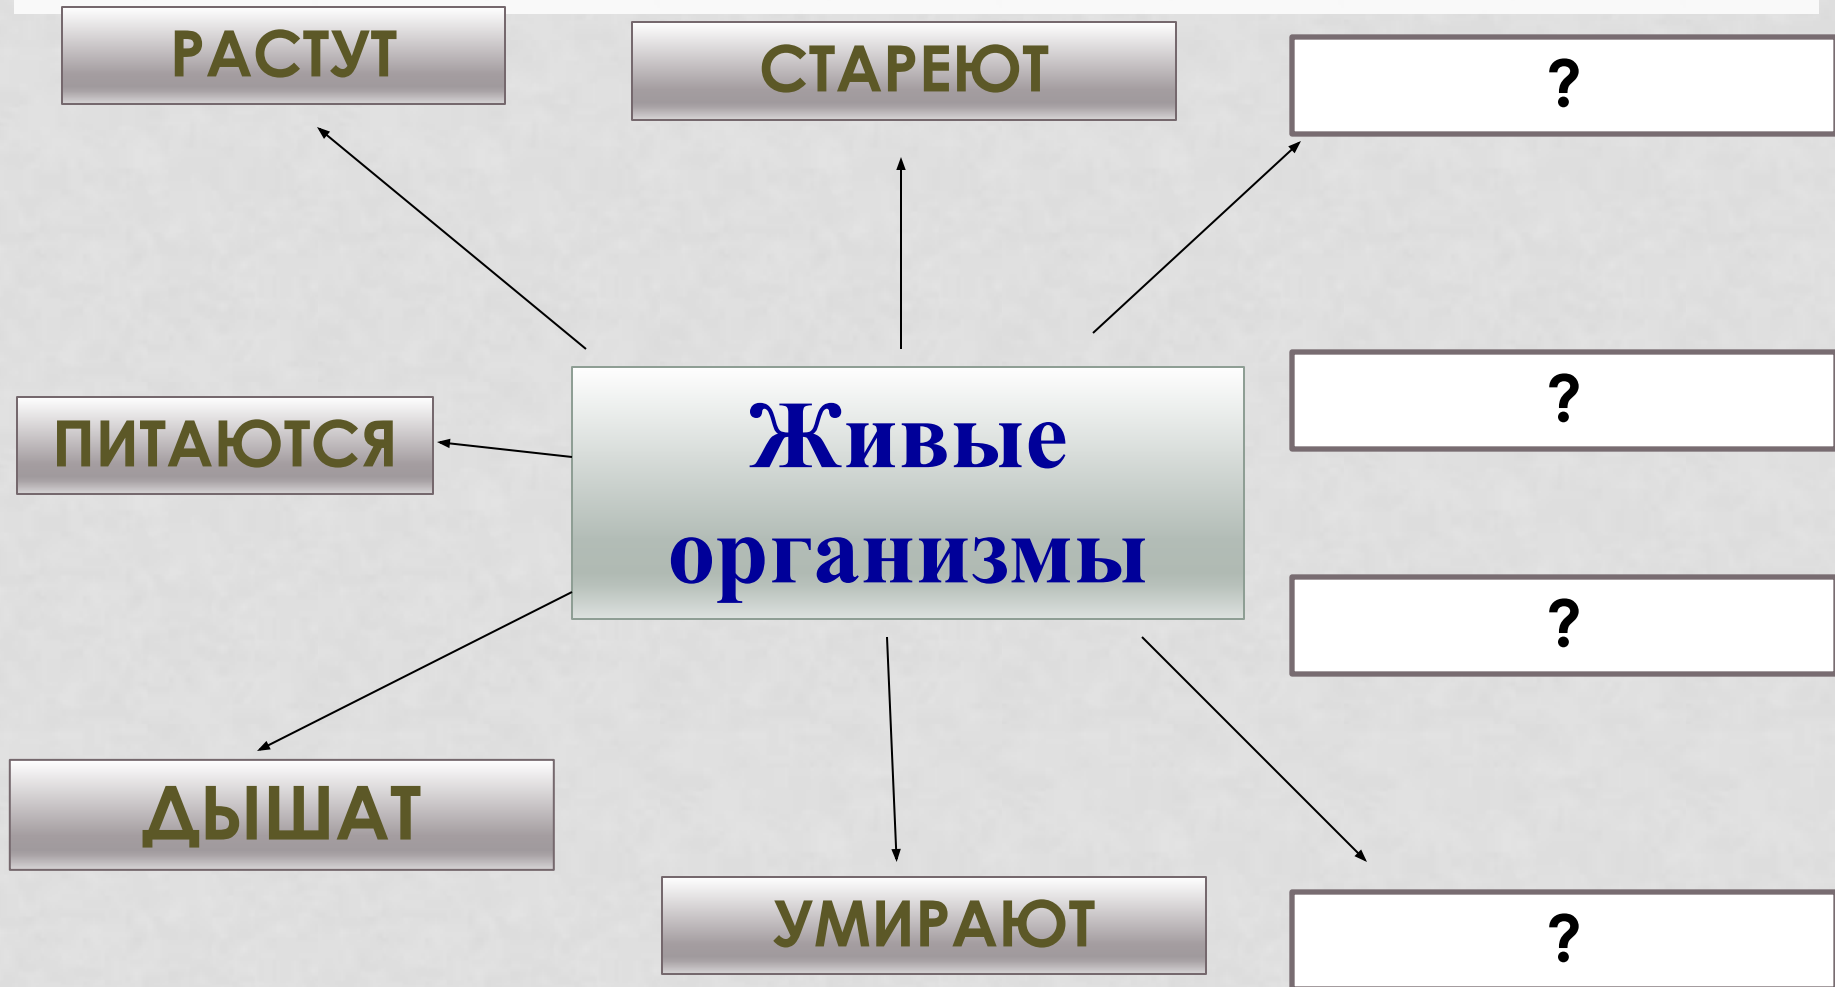 РАСТУТ
СТАРЕЮТ
?
ПИТАЮТСЯ
Живые
организмы
?
?
ДЫШАТ
УМИРАЮТ
?